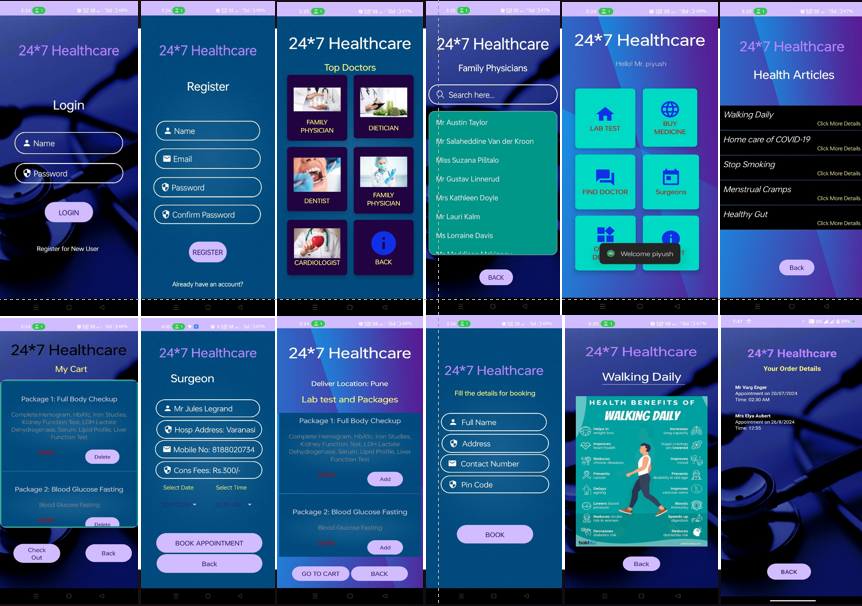 24*7 Healthcare
Login
Name
Password
LOGIN
Register for New User
24*7 Healthcare
Register
Name
Email
Password
Confirm Password
REGISTER
Already have an account?
24*7 Healthcare
Top Doctors
FAMILY
PHYSICIAN
DIETICIAN
DENTIST
FAMILY
PHYSICIAN
CARDIOLOGIST
BACK
24*7 Healthcare
Family Physicians
Search here...
Mr Austin Taylor
Mr Salaheddine Van der Kroon
Miss Suzana Pištalo
Mr Gustav Linnerud
Mrs Kathleen Doyle
Mr Lauri Kalm
Ms Lorraine Davis
BACK
24*7 Healthcare
Hello! Mr. piyush
LAB TEST
BUY
MEDICINE
FIND DOCTOR
Surgeons
Welcome piyush
24*7 Healthcare
Health Articles
Walking Daily
Click More Details
Home care of COVID-19
Click More Details
Stop Smoking
Click More Details
Menstrual Cramps
Click More Details
Healthy Gut
Click More Details
Back
24*7 Healthcare
My Cart
Package 1: Full Body Checkup
Complete Hemogram, HbA1c, Iron Studies,
Kidney Function Test, LDH Lactate
Dehydrogenase, Serum, Lipid Profile, Liver
Function Test
Delete
Package 2: Blood Glucose Fasting
Blood Glucose Fasting
Delete
Check
Out
Back
24*7 Healthcare
Surgeon
Mr Jules Legrand
Hosp Address: Varanasi
Mobile No: 8188020734
Cons Fees: Rs.300/-
Select Date
Select Time
BOOK APPOINTMENT
Back
24*7 Healthcare
Deliver Location: Pune
Lab test and Packages
Package 1: Full Body Checkup
Complete Hemogram, HbA1c, Iron Studies,
Kidney Function Test, LDH Lactate
Dehydrogenase, Serum, Lipid Profile, Liver
Function Test
Add
Package 2: Blood Glucose Fasting
Blood Glucose Fasting
Add
GO TO CART
BACK
24*7 Healthcare
Fill the details for booking
Full Name
Address
Contact Number
Pin Code
BOOK
24*7 Healthcare
Walking Daily
HEALTH BENEFITS OF
WALKING DAILY
Back
24*7 Healthcare
Your Order Details
Mr Varg Enger
Appointment on 20/07/2024
Time: 02:30 AM
Mrs Elya Aubert
Appointment on 26/8/2024
Time: 12:55
BACK